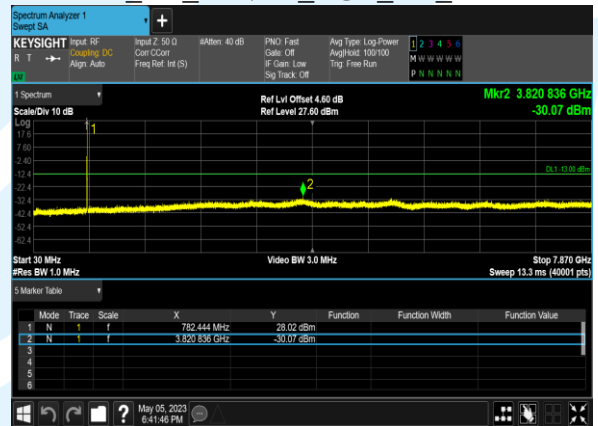 Spectrum Analyzer 1
Swept SA
KEYSIGHT Input: RF Input Z: 50 Ω #Atten: 40 dB PNO: Fast Avg Type: Log-Power 1 2 3 4 5 6
R T Coupling: DC Corr CCorr Gate: Off Avg|Hold: 100/100 M W W W W W
Align: Auto Freq Ref: Int (S) IF Gain: Low Trig: Free Run
LW Sig Track: Off P N N N N N
1 Spectrum Ref Lvl Offset 4.60 dB Mkr2 3.820 836 GHz
Scale/Div 10 dB Ref Level 27.60 dBm -30.07 dBm
Log
17.6
7.60
-2.40
-12.4
-22.4
-32.4
-42.4
-52.4
-62.4
1
2
DL1 -13.00 dBm
Start 30 MHz Video BW 3.0 MHz Stop 7.870 GHz
#Res BW 1.0 MHz Sweep 13.3 ms (40001 pts)
5 Marker Table
Mode Trace Scale X Y Function Function Width Function Value
1 N 1 f 782.444 MHz 28.02 dBm
2 N 1 f 3.820 836 GHz -30.07 dBm
3
4
5
6
? May 05, 2023
6:41:46 PM